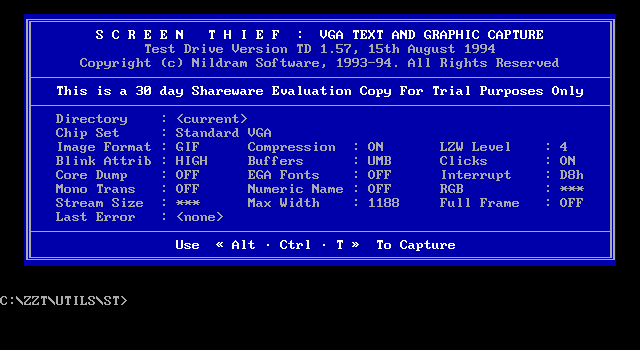 S C R E E N   T H I E F  :  VGA TEXT AND GRAPHIC CAPTURE
Test Drive Version TD 1.57, 15th August 1994
Copyright (c) Nildram Software, 1993-94. All Rights Reserved
This is a 30 day Shareware Evaluation Copy For Trial Purposes Only
Directory    : <current>
Chip Set     : Standard VGA
Image Format : GIF      Compression  : ON       LZW Level    : 4
Blink Attrib : HIGH     Buffers      : UMB      Clicks       : ON
Core Dump    : OFF      EGA Fonts    : OFF      Interrupt    : D8h
Mono Trans   : OFF      Numeric Name : OFF      RGB          : ***
Stream Size  : ***      Max Width    : 1188     Full Frame   : OFF
Last Error   : <none>
Use  « Alt · Ctrl · T »  To Capture
C:\ZZT\UTILS\ST>